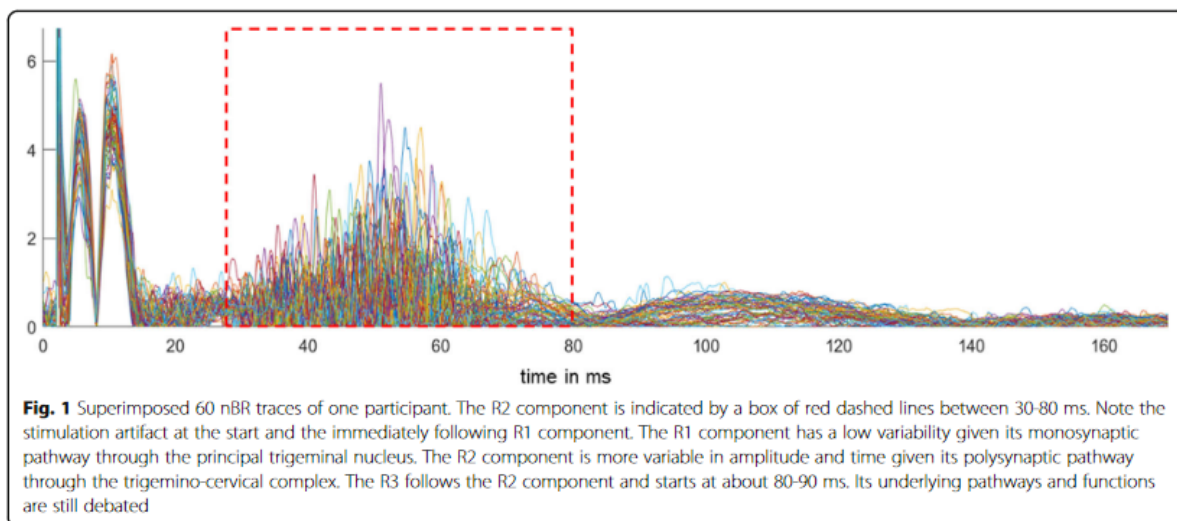 6
4
2
0
0 20 40 60 80 100 120 140 160
time in ms
Fig. 1 Superimposed 60 nBR traces of one participant. The R2 component is indicated by a box of red dashed lines between 30-80 ms. Note the
stimulation artifact at the start and the immediately following R1 component. The R1 component has a low variability given its monosynaptic
pathway through the principal trigeminal nucleus. The R2 component is more variable in amplitude and time given its polysynaptic pathway
through the trigemino-cervical complex. The R3 follows the R2 component and starts at about 80-90 ms. Its underlying pathways and functions
are still debated